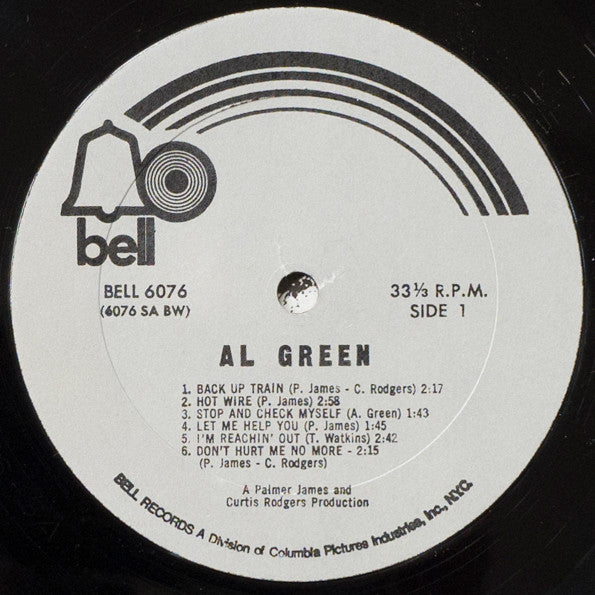 bell
BELL 6076
(6076 SA BW)
33⅓ R.P.M.
SIDE 1
AL GREEN
1. BACK UP TRAIN (P. James - C. Rodgers) 2:17
2. HOT WIRE (P. James) 2:58
3. STOP AND CHECK MYSELF (A. Green) 1:43
4. LET ME HELP YOU (P. James) 1:45
5. I'M REACHIN' OUT (T. Watkins) 2:42
6. DON'T HURT ME NO MORE - 2:15
(P. James - C. Rodgers)
A Palmer James and
Curtis Rodgers Production
BELL RECORDS A Division of Columbia Pictures Industries, Inc., N.Y.C.